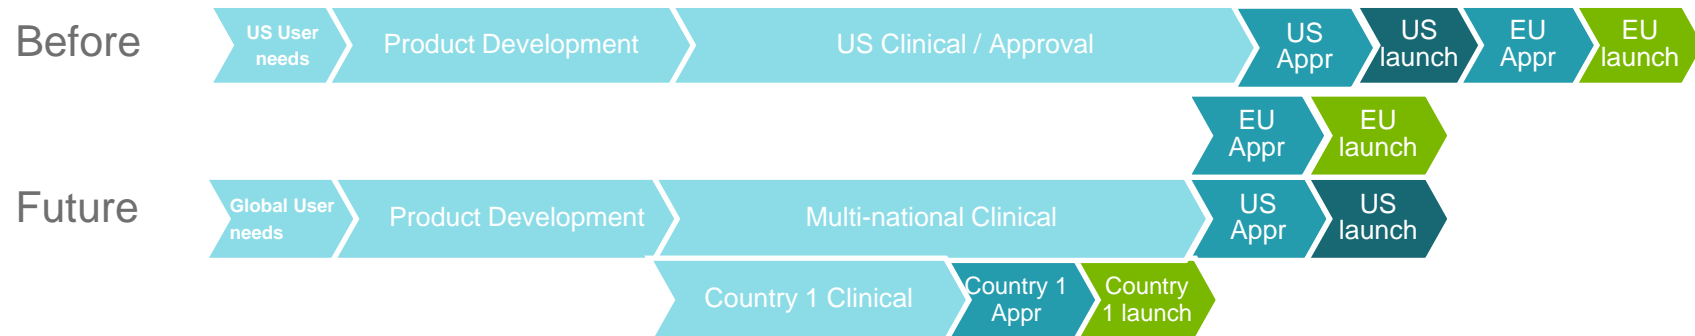 Before
US User
needs
Product Development
US Clinical / Approval
US
Appr
US
launch
EU
Appr
EU
launch
EU
Appr
EU
launch
Future
Global User
needs
Product Development
Multi-national Clinical
US
Appr
US
launch
Country 1 Clinical
Country 1
Appr
Country
1 launch